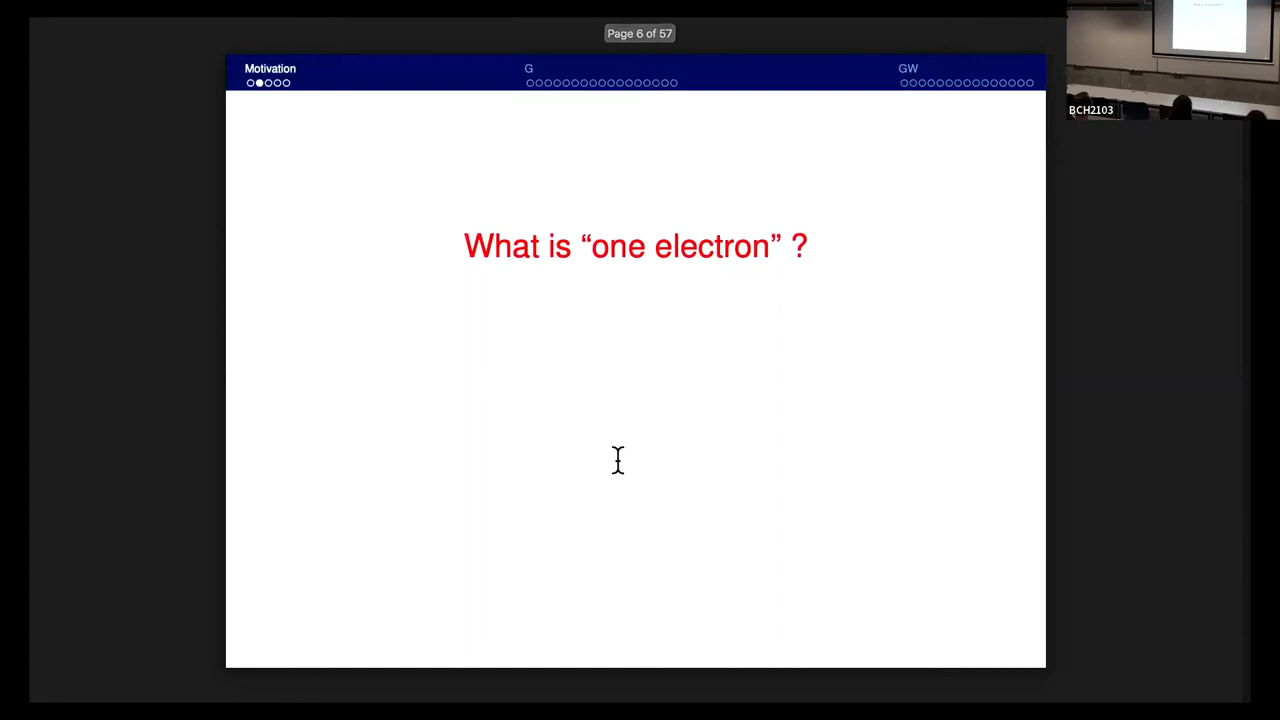 Page 6 of 57
Motivation
G
GW
What is “one electron” ?
BCH2103